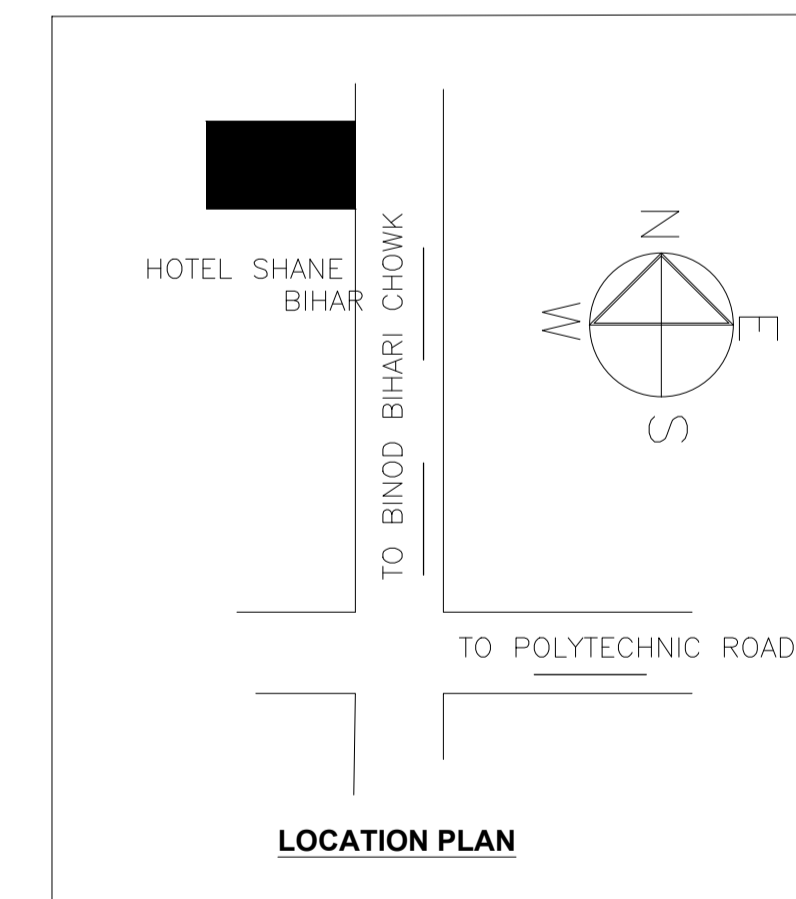 HOTEL SHANE
BIHAR
TO BINOD BIHARI CHOWK
N
W
E
S
TO POLYTECHNIC ROAD
LOCATION PLAN